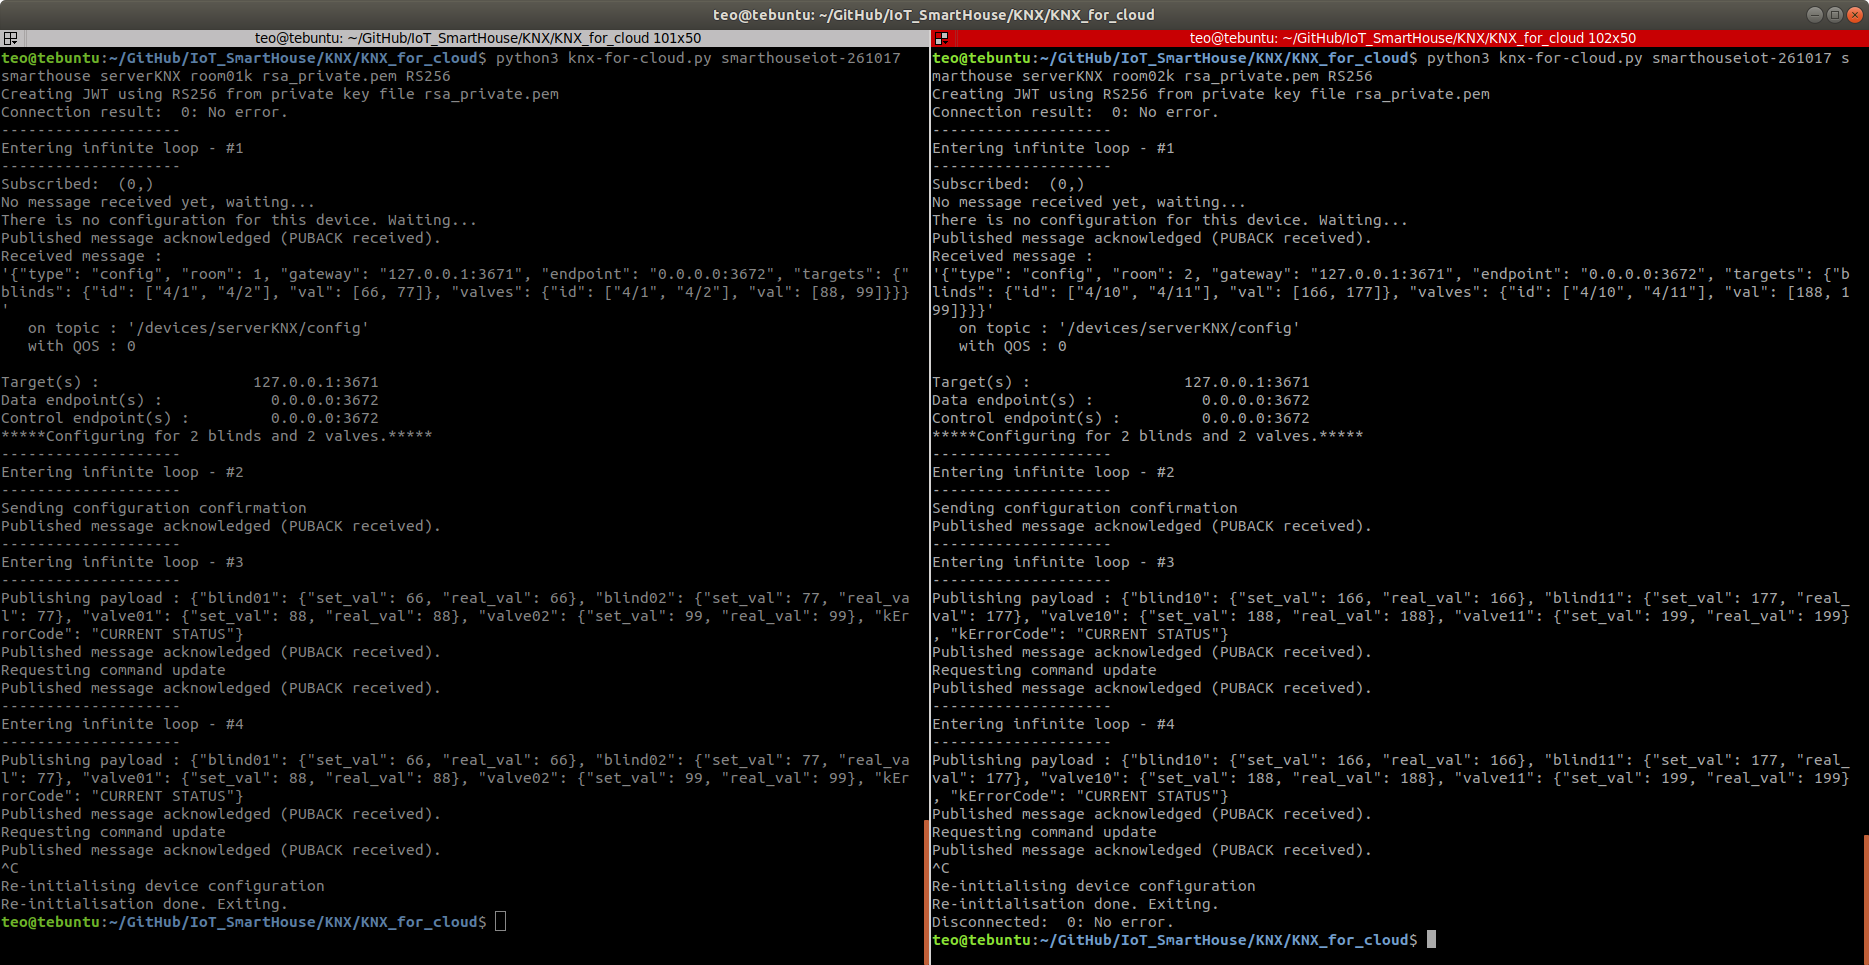 teo@tebuntu: ~/GitHub/IoT_SmartHouse/KNX/KNX_for_cloud
teo@tebuntu: ~/GitHub/IoT_SmartHouse/KNX/KNX_for_cloud 101x50
teo@tebuntu:~/GitHub/IoT_SmartHouse/KNX/KNX_for_cloud$ python3 knx-for-cloud.py smarthouseiot-261017
smarthouse serverKNX room01k rsa_private.pem RS256
Creating JWT using RS256 from private key file rsa_private.pem
Connection result:  0: No error.
--------------------
Entering infinite loop - #1
--------------------
Subscribed:  (0,)
No message received yet, waiting...
There is no configuration for this device. Waiting...
Published message acknowledged (PUBACK received).
Received message :
'{"type": "config", "room": 1, "gateway": "127.0.0.1:3671", "endpoint": "0.0.0.0:3672", "targets": {"
blinds": {"id": ["4/1", "4/2"], "val": [66, 77]}, "valves": {"id": ["4/1", "4/2"], "val": [88, 99]}}}
'
   on topic : '/devices/serverKNX/config'
   with QOS : 0
Target(s) :                 127.0.0.1:3671
Data endpoint(s) :            0.0.0.0:3672
Control endpoint(s) :         0.0.0.0:3672
*****Configuring for 2 blinds and 2 valves.*****
--------------------
Entering infinite loop - #2
--------------------
Sending configuration confirmation
Published message acknowledged (PUBACK received).
--------------------
Entering infinite loop - #3
--------------------
Publishing payload : {"blind01": {"set_val": 66, "real_val": 66}, "blind02": {"set_val": 77, "real_va
l": 77}, "valve01": {"set_val": 88, "real_val": 88}, "valve02": {"set_val": 99, "real_val": 99}, "kEr
rorCode": "CURRENT STATUS"}
Published message acknowledged (PUBACK received).
Requesting command update
Published message acknowledged (PUBACK received).
--------------------
Entering infinite loop - #4
--------------------
Publishing payload : {"blind01": {"set_val": 66, "real_val": 66}, "blind02": {"set_val": 77, "real_va
l": 77}, "valve01": {"set_val": 88, "real_val": 88}, "valve02": {"set_val": 99, "real_val": 99}, "kEr
rorCode": "CURRENT STATUS"}
Published message acknowledged (PUBACK received).
Requesting command update
Published message acknowledged (PUBACK received).
^C
Re-initialising device configuration
Re-initialisation done. Exiting.
teo@tebuntu:~/GitHub/IoT_SmartHouse/KNX/KNX_for_cloud$
teo@tebuntu: ~/GitHub/IoT_SmartHouse/KNX/KNX_for_cloud 102x50
teo@tebuntu:~/GitHub/IoT_SmartHouse/KNX/KNX_for_cloud$ python3 knx-for-cloud.py smarthouseiot-261017 s
marthouse serverKNX room02k rsa_private.pem RS256
Creating JWT using RS256 from private key file rsa_private.pem
Connection result:  0: No error.
--------------------
Entering infinite loop - #1
--------------------
Subscribed:  (0,)
No message received yet, waiting...
There is no configuration for this device. Waiting...
Published message acknowledged (PUBACK received).
Received message :
'{"type": "config", "room": 2, "gateway": "127.0.0.1:3671", "endpoint": "0.0.0.0:3672", "targets": {"b
linds": {"id": ["4/10", "4/11"], "val": [166, 177]}, "valves": {"id": ["4/10", "4/11"], "val": [188, 1
99]}}}'
   on topic : '/devices/serverKNX/config'
   with QOS : 0
Target(s) :                 127.0.0.1:3671
Data endpoint(s) :            0.0.0.0:3672
Control endpoint(s) :         0.0.0.0:3672
*****Configuring for 2 blinds and 2 valves.*****
--------------------
Entering infinite loop - #2
--------------------
Sending configuration confirmation
Published message acknowledged (PUBACK received).
--------------------
Entering infinite loop - #3
--------------------
Publishing payload : {"blind10": {"set_val": 166, "real_val": 166}, "blind11": {"set_val": 177, "real_
val": 177}, "valve10": {"set_val": 188, "real_val": 188}, "valve11": {"set_val": 199, "real_val": 199}
, "kErrorCode": "CURRENT STATUS"}
Published message acknowledged (PUBACK received).
Requesting command update
Published message acknowledged (PUBACK received).
--------------------
Entering infinite loop - #4
--------------------
Publishing payload : {"blind10": {"set_val": 166, "real_val": 166}, "blind11": {"set_val": 177, "real_
val": 177}, "valve10": {"set_val": 188, "real_val": 188}, "valve11": {"set_val": 199, "real_val": 199}
, "kErrorCode": "CURRENT STATUS"}
Published message acknowledged (PUBACK received).
Requesting command update
Published message acknowledged (PUBACK received).
^C
Re-initialising device configuration
Re-initialisation done. Exiting.
Disconnected:  0: No error.
teo@tebuntu:~/GitHub/IoT_SmartHouse/KNX/KNX_for_cloud$